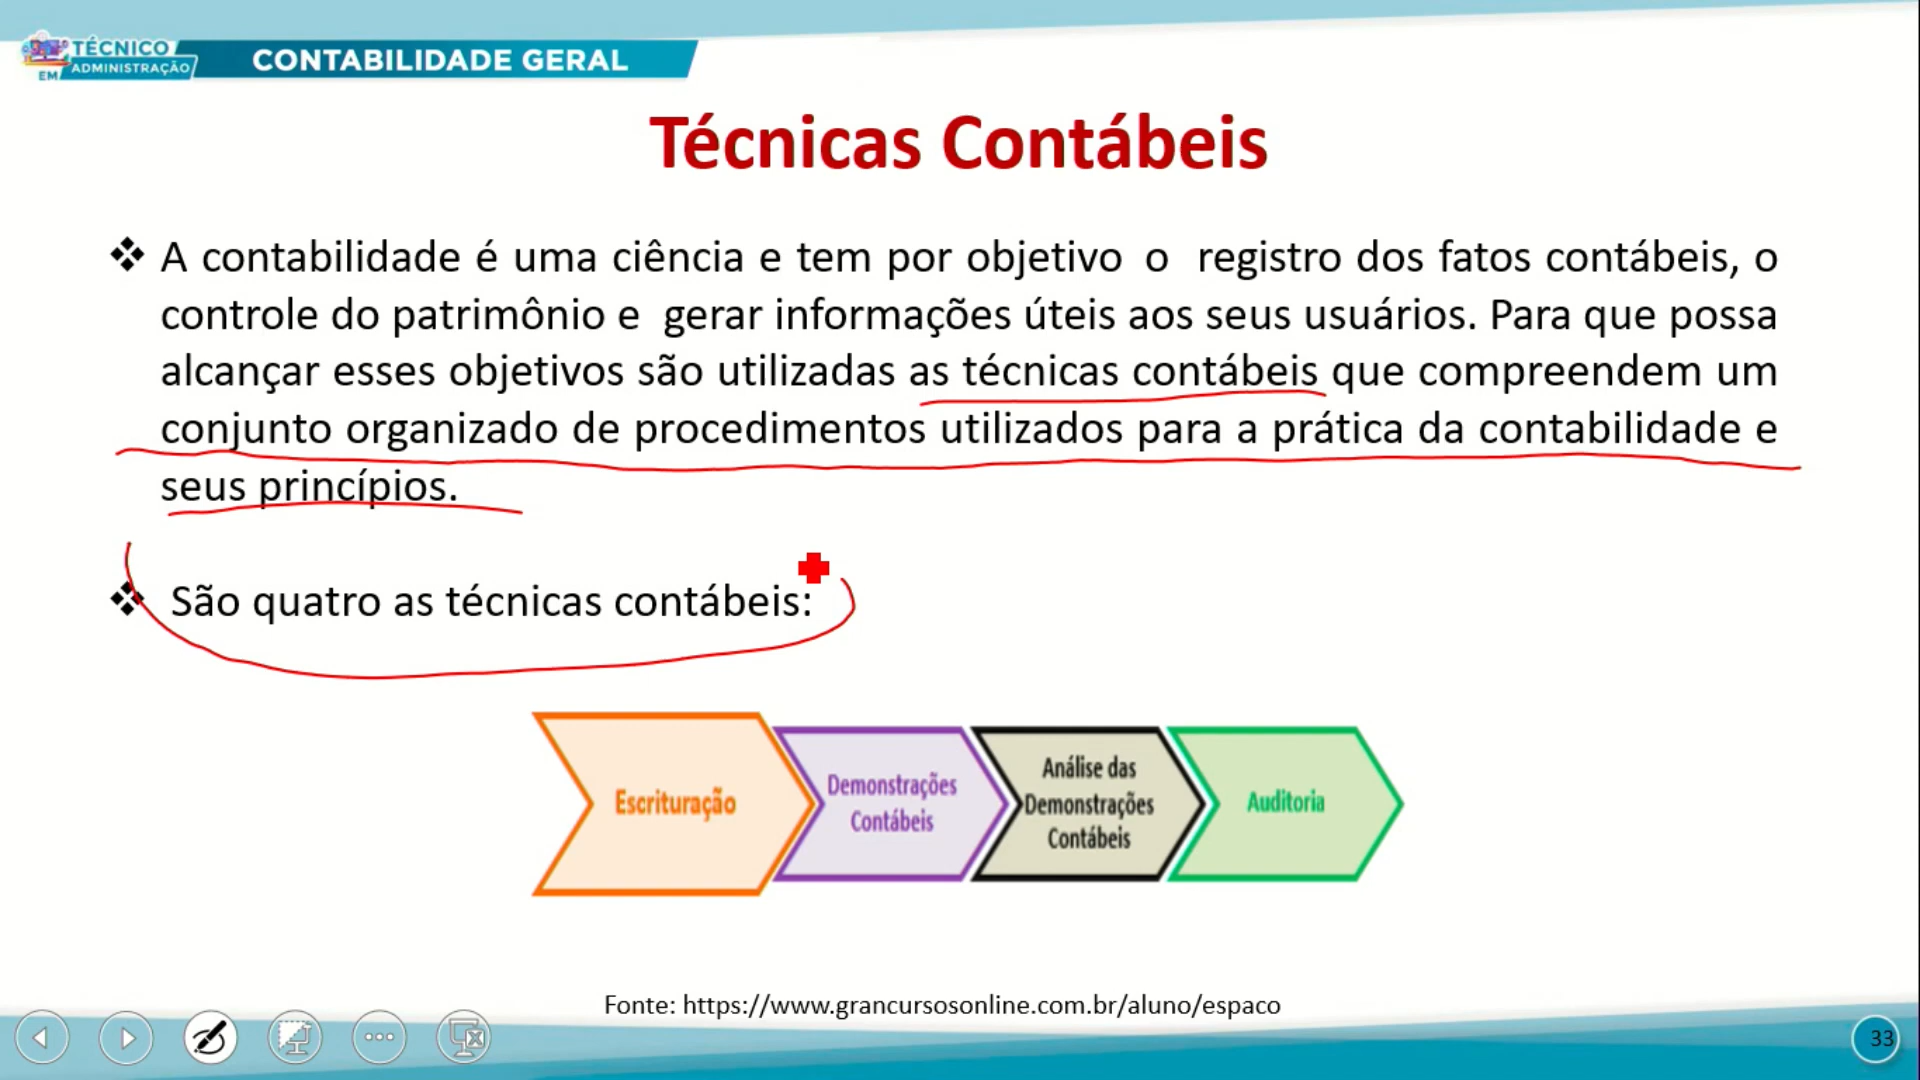 TÉCNICO
EM ADMINISTRAÇÃO
CONTABILIDADE GERAL
Técnicas Contábeis
❖ A contabilidade é uma ciência e tem por objetivo o registro dos fatos contábeis, o
controle do patrimônio e gerar informações úteis aos seus usuários. Para que possa
alcançar esses objetivos são utilizadas as técnicas contábeis que compreendem um
conjunto organizado de procedimentos utilizados para a prática da contabilidade e
seus princípios.
❖ São quatro as técnicas contábeis:
Escrituração
Demonstrações
Contábeis
Análise das
Demonstrações
Contábeis
Auditoria
Fonte: https://www.grancursosonline.com.br/aluno/espaco
33